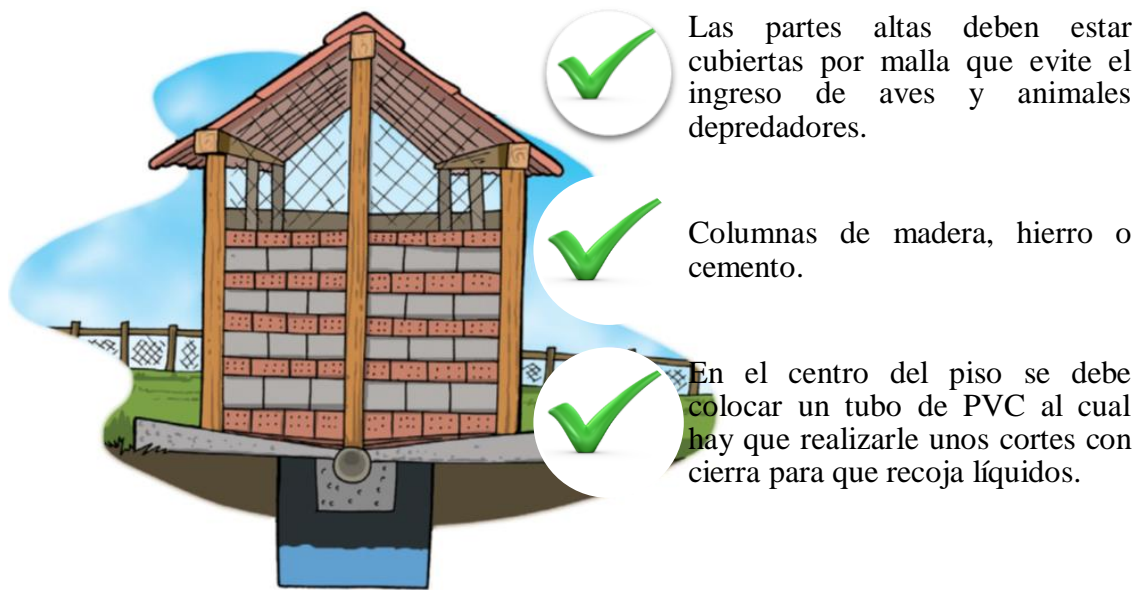 Las partes altas deben estar
cubiertas por malla que evite el
ingreso de aves y animales
depredadores.
Columnas de madera, hierro o
cemento.
En el centro del piso se debe
colocar un tubo de PVC al cual
hay que realizarle unos cortes con
cierra para que recoja líquidos.